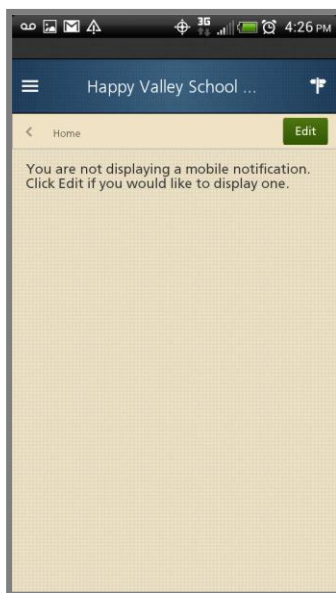 3G
4:26 PM
Happy Valley School ...
Home
Edit
You are not displaying a mobile notification.
Click Edit if you would like to display one.